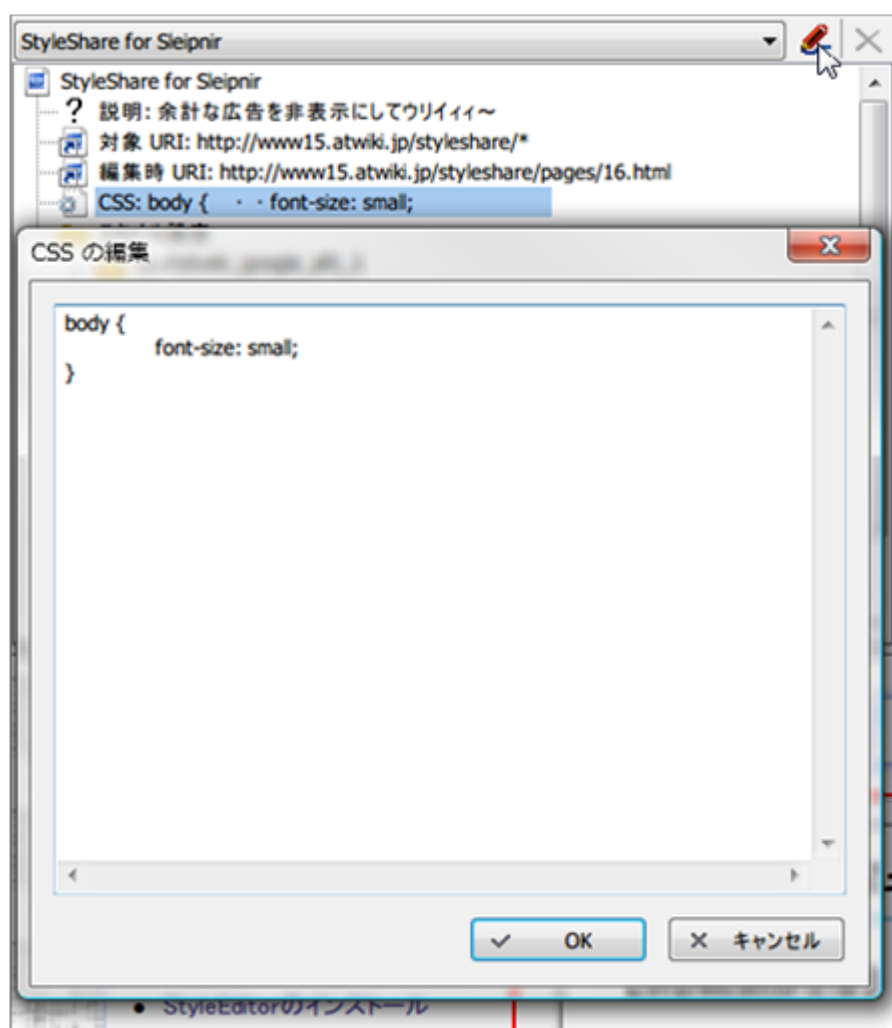 StyleShare for Sleipnir
StyleShare for Sleipnir
? 説明: 余計な広告を非表示にしてウリイィィ～
対象 URI: http://www15.atwiki.jp/styleshare/*
編集時 URI: http://www15.atwiki.jp/styleshare/pages/16.html
CSS: body {　・・font-size: small;
CSS の編集
body {
font-size: small;
}
OK
キャンセル
• StyleEditorのインストール